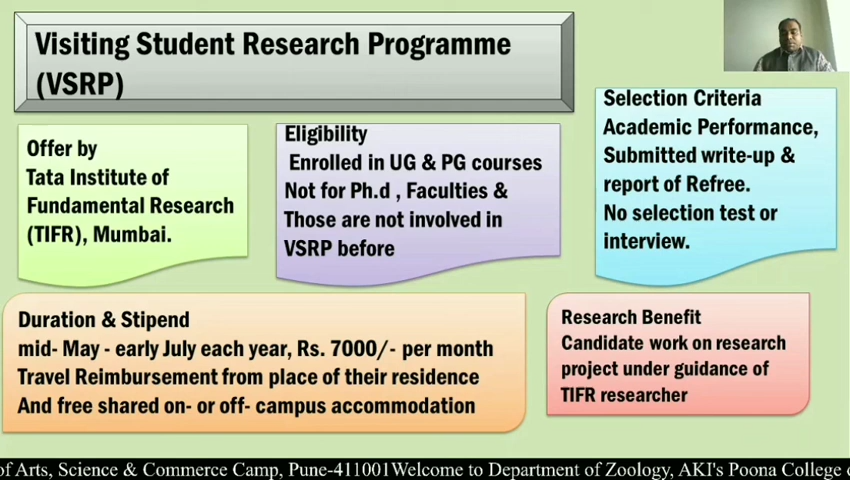 Visiting Student Research Programme
(VSRP)
Offer by
Tata Institute of
Fundamental Research
(TIFR), Mumbai.
Eligibility
Enrolled in UG & PG courses
Not for Ph.d , Faculties &
Those are not involved in
VSRP before
Selection Criteria
Academic Performance,
Submitted write-up &
report of Refree.
No selection test or
interview.
Duration & Stipend
mid- May - early July each year, Rs. 7000/- per month
Travel Reimbursement from place of their residence
And free shared on- or off- campus accommodation
Research Benefit
Candidate work on research
project under guidance of
TIFR researcher
of Arts, Science & Commerce Camp, Pune-411001Welcome to Department of Zoology, AKI's Poona College